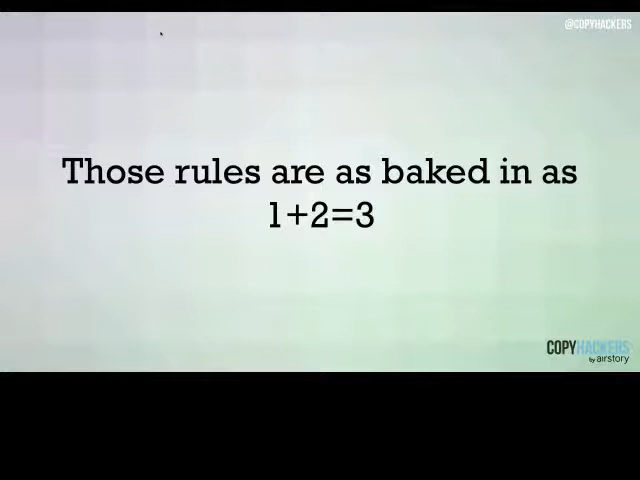 @COPYHACKERS
Those rules are as baked in as
1+2=3
COPYHACKERS
by airstory